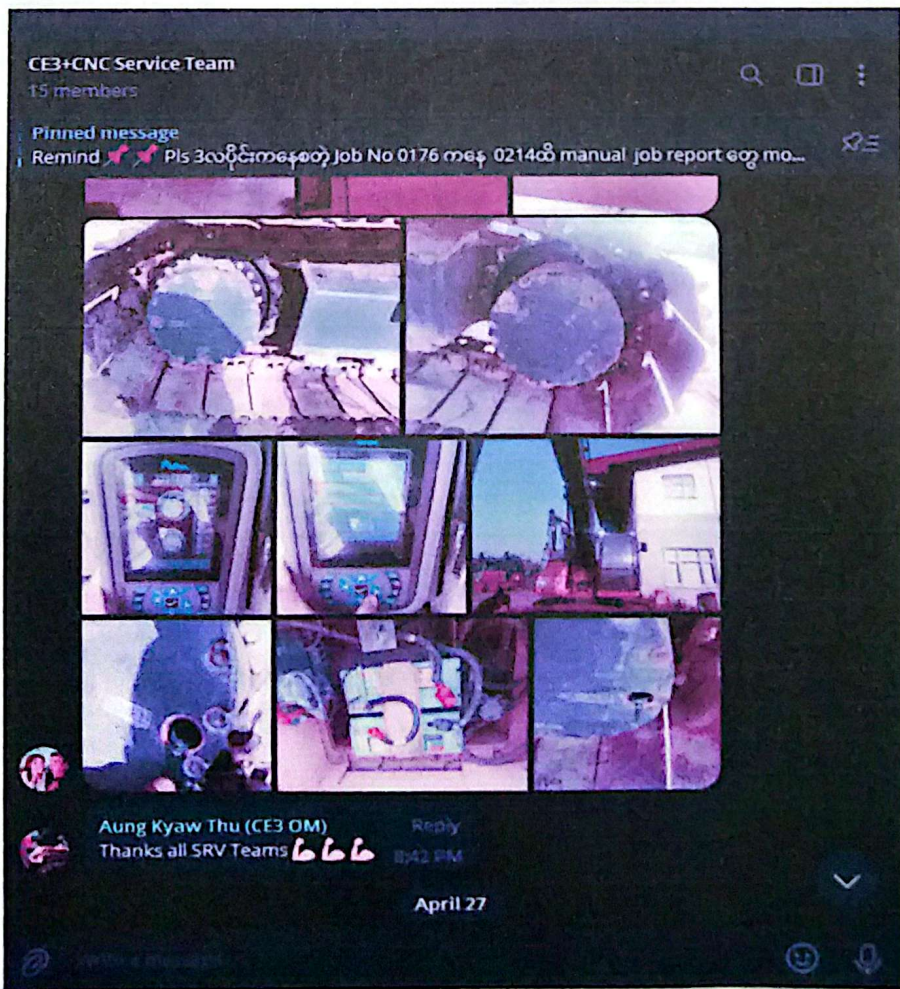 CE3+CNC Service Team
15 members
Pinned message
Remind 📌 📌 Pls 3လပိုင်းကနေစတဲ့ Job No 0176 ကနေ 0214ထိ manual job report တွေ mo...
Aung Kyaw Thu (CE3 OM) Reply
Thanks all SRV Teams 💪 💪 💪 8:42 PM
April 27
Write a message...